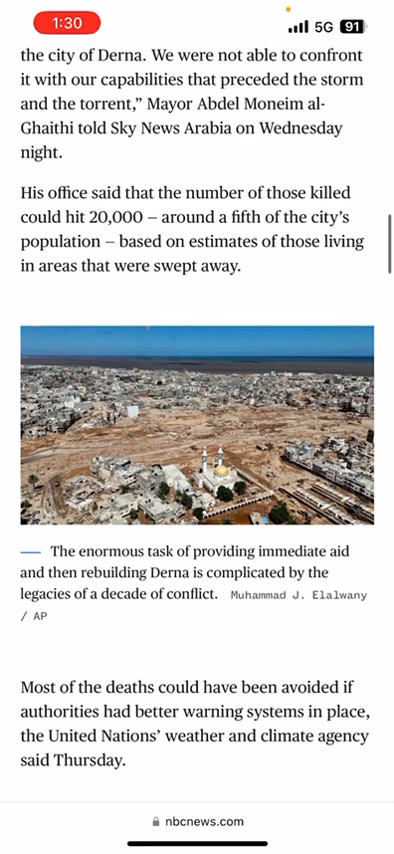 1:30
5G 91
the city of Derna. We were not able to confront
it with our capabilities that preceded the storm
and the torrent,” Mayor Abdel Moneim al-
Ghaithi told Sky News Arabia on Wednesday
night.
His office said that the number of those killed
could hit 20,000 — around a fifth of the city’s
population — based on estimates of those living
in areas that were swept away.
The enormous task of providing immediate aid
and then rebuilding Derna is complicated by the
legacies of a decade of conflict. Muhammad J. Elalwany
/ AP
Most of the deaths could have been avoided if
authorities had better warning systems in place,
the United Nations’ weather and climate agency
said Thursday.
nbcnews.com